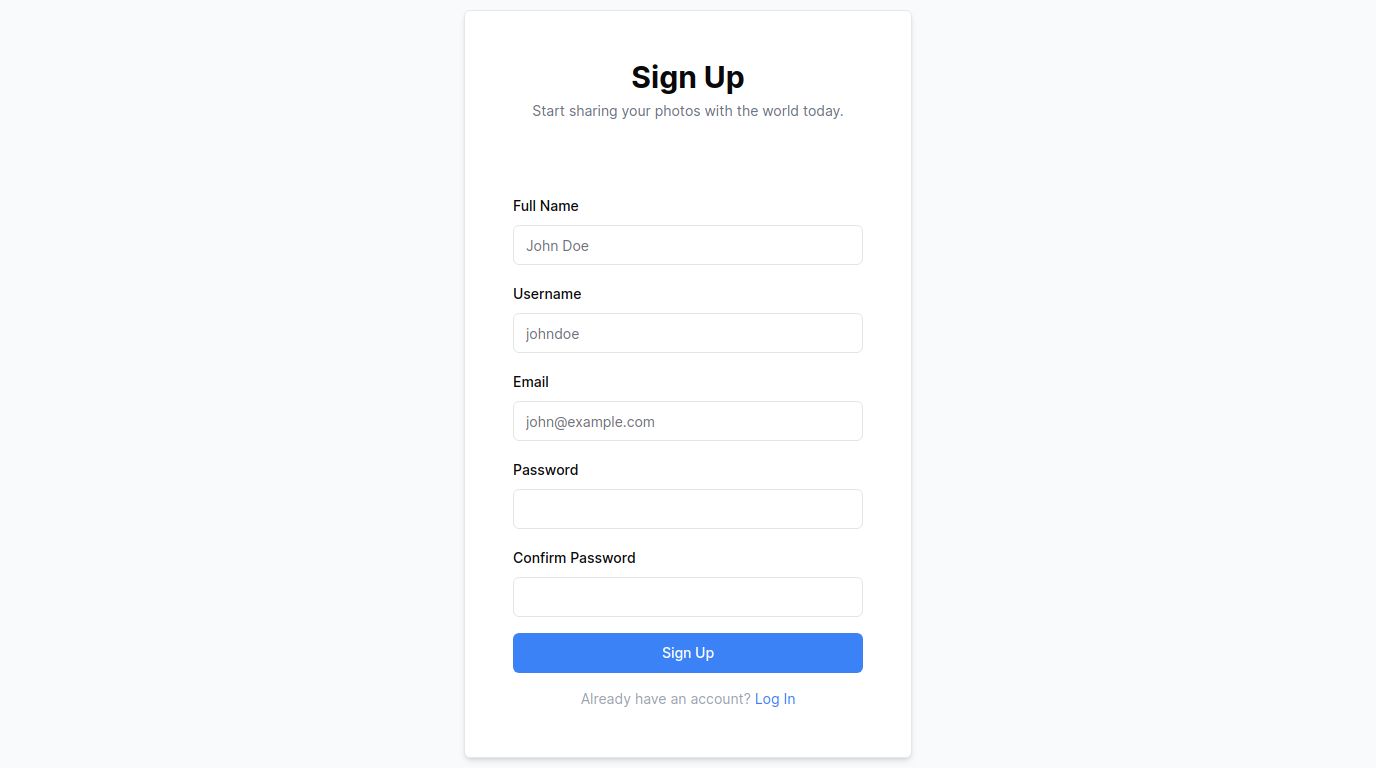 Sign Up
Start sharing your photos with the world today.
Full Name
John Doe
Username
johndoe
Email
john@example.com
Password
Confirm Password
Sign Up
Already have an account? Log In